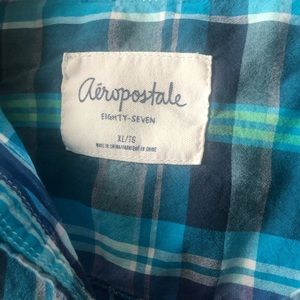 aéropostale
EIGHTY-SEVEN
XL/TG
MADE IN CHINA/FABRIQUÉ EN CHINE